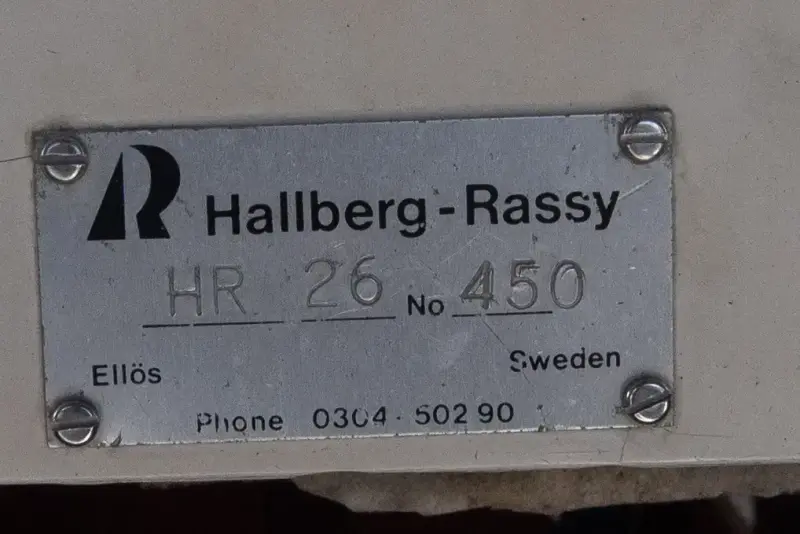 R Hallberg-Rassy
HR 26 No 450
Ellös Sweden
Phone 0304-502 90